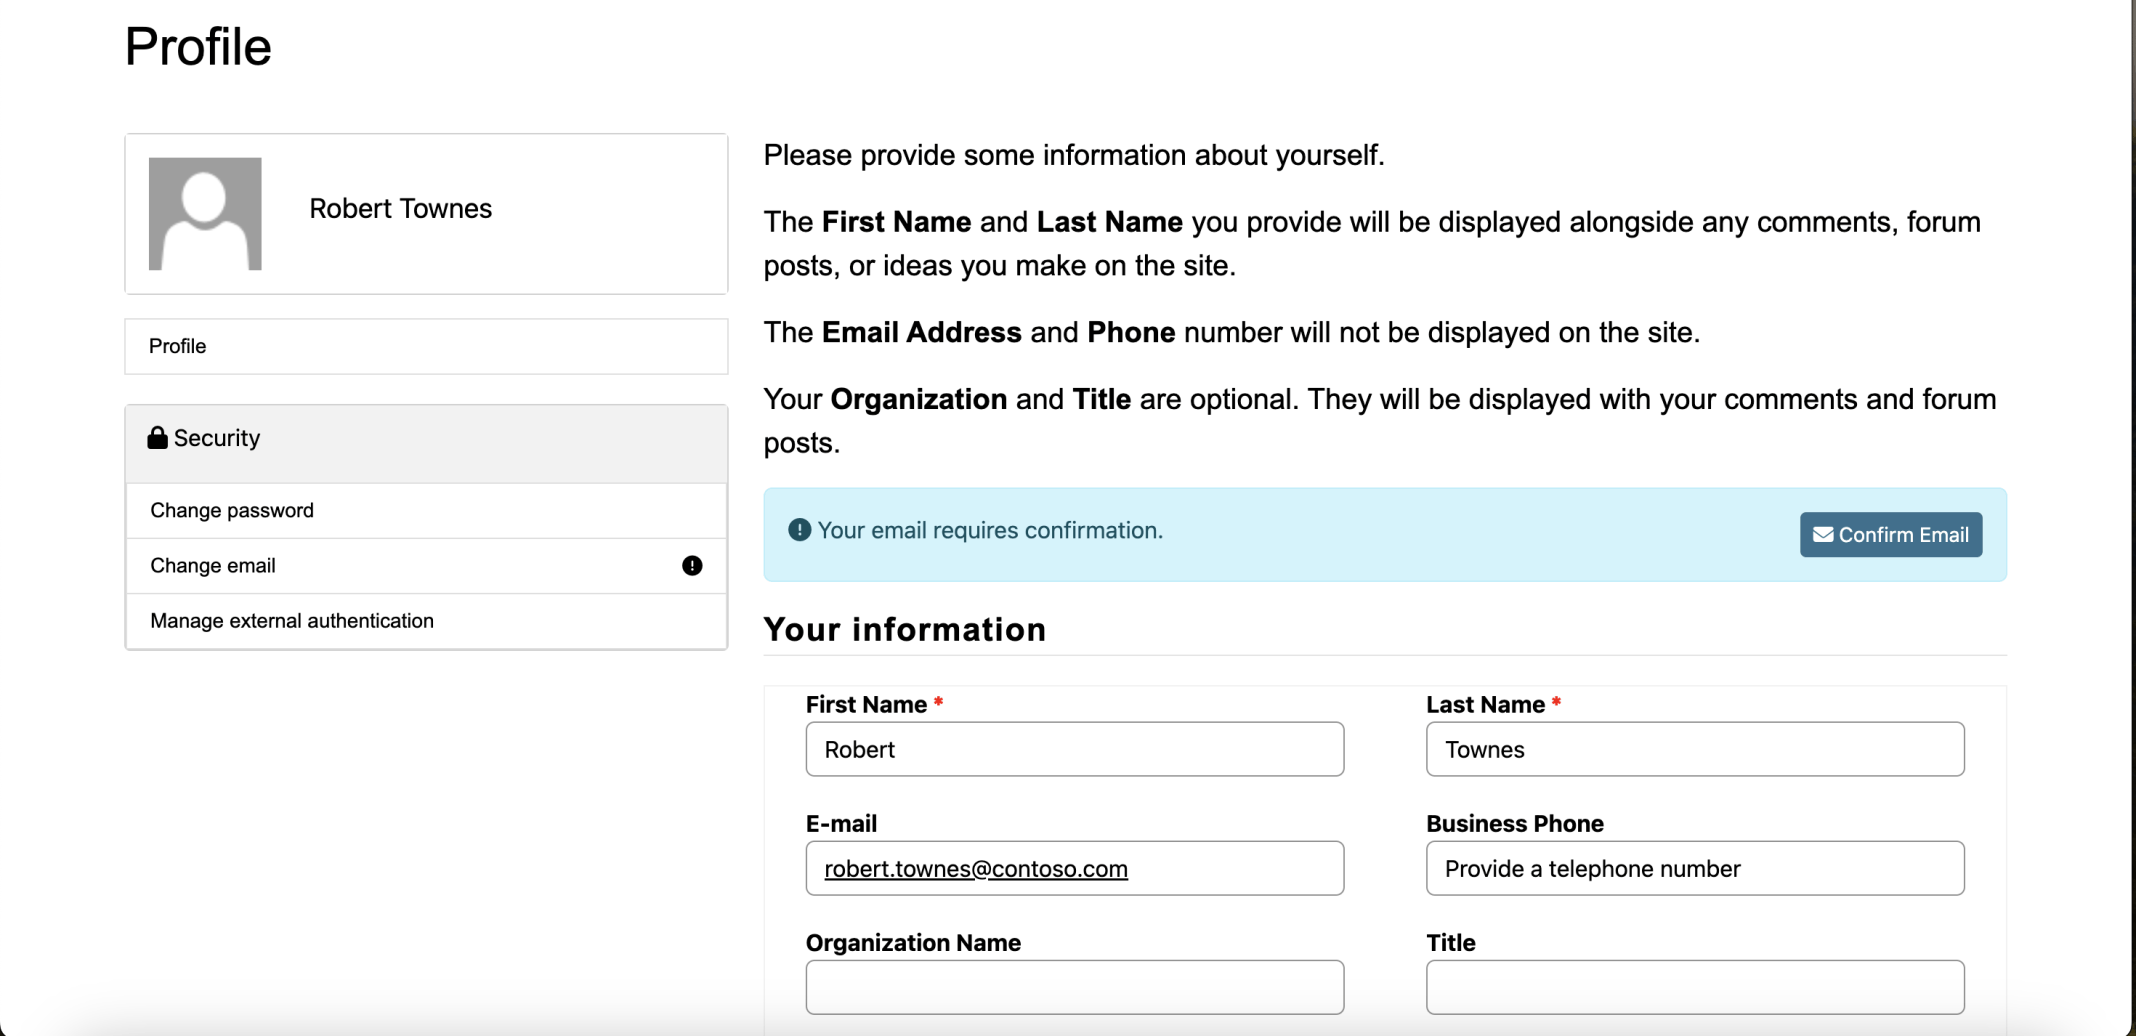 Profile
Robert Townes
Profile
Security
Change password
Change email
Manage external authentication
Please provide some information about yourself.
The First Name and Last Name you provide will be displayed alongside any comments, forum
posts, or ideas you make on the site.
The Email Address and Phone number will not be displayed on the site.
Your Organization and Title are optional. They will be displayed with your comments and forum
posts.
Your email requires confirmation.
Confirm Email
Your information
First Name *
Last Name *
Robert
Townes
E-mail
Business Phone
robert.townes@contoso.com
Provide a telephone number
Organization Name
Title